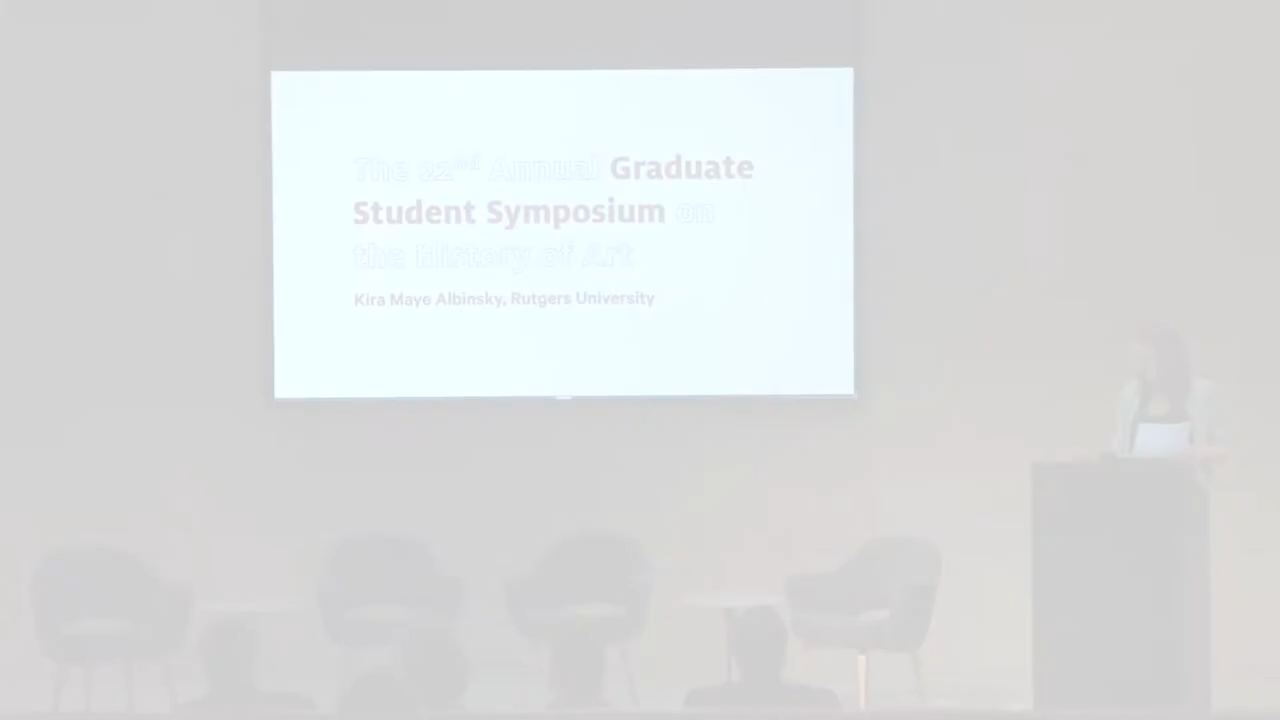 The 22nd Annual Graduate
Student Symposium on
the History of Art
Kira Maye Albinsky, Rutgers University